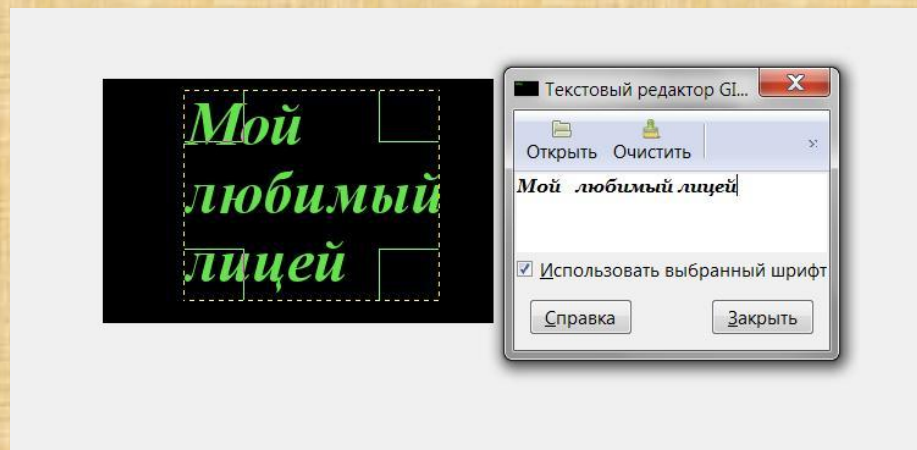 Мой
любимый
лицей
Текстовый редактор GI...
Открыть Очистить
Мой любимый лицей
Использовать выбранный шрифт
Справка Закрыть